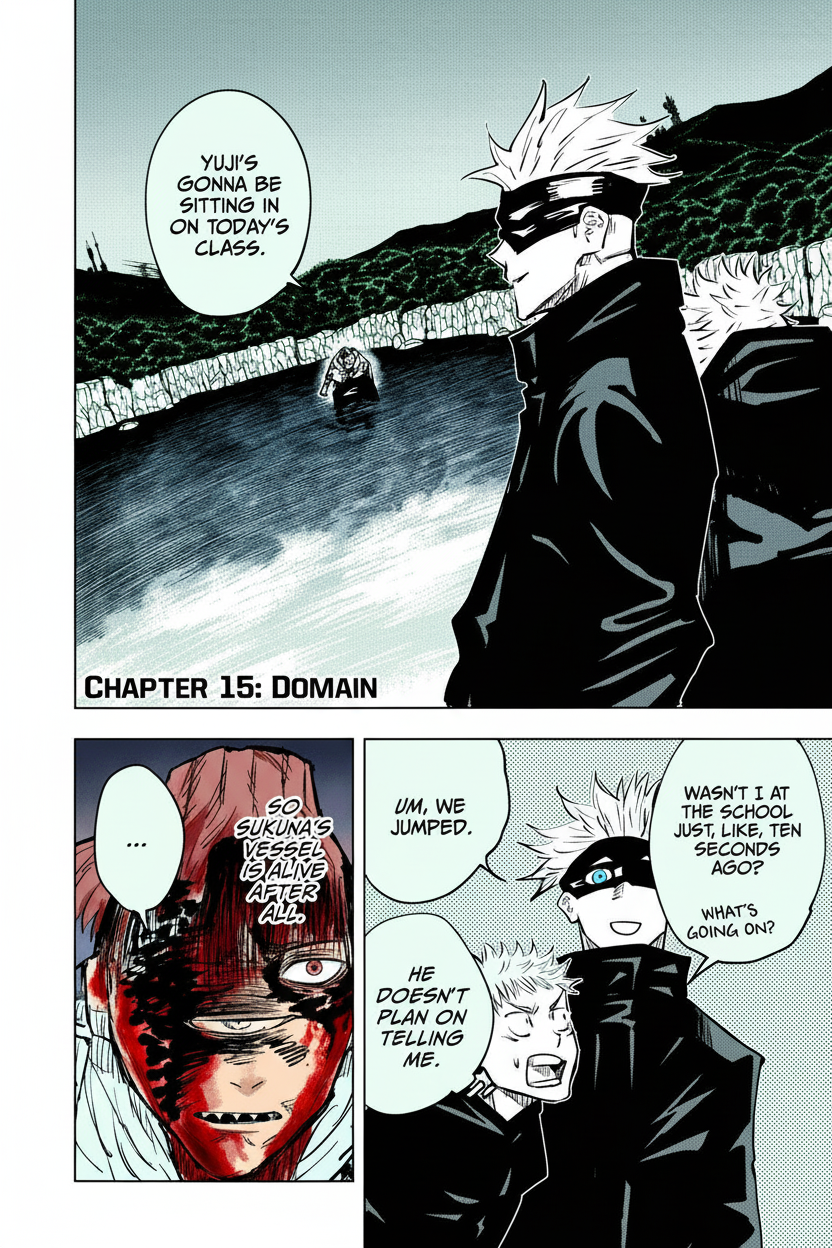 YUJI'S
GONNA BE
SITTING IN
ON TODAY'S
CLASS.
CHAPTER 15: DOMAIN
WASN'T I AT
THE SCHOOL
JUST, LIKE, TEN
SECONDS
AGO?
WHAT'S
GOING ON?
UM, WE
JUMPED.
HE
DOESN'T
PLAN ON
TELLING
ME.
SO
SUKUNA'S
VESSEL
IS ALIVE
AFTER
ALL.
...